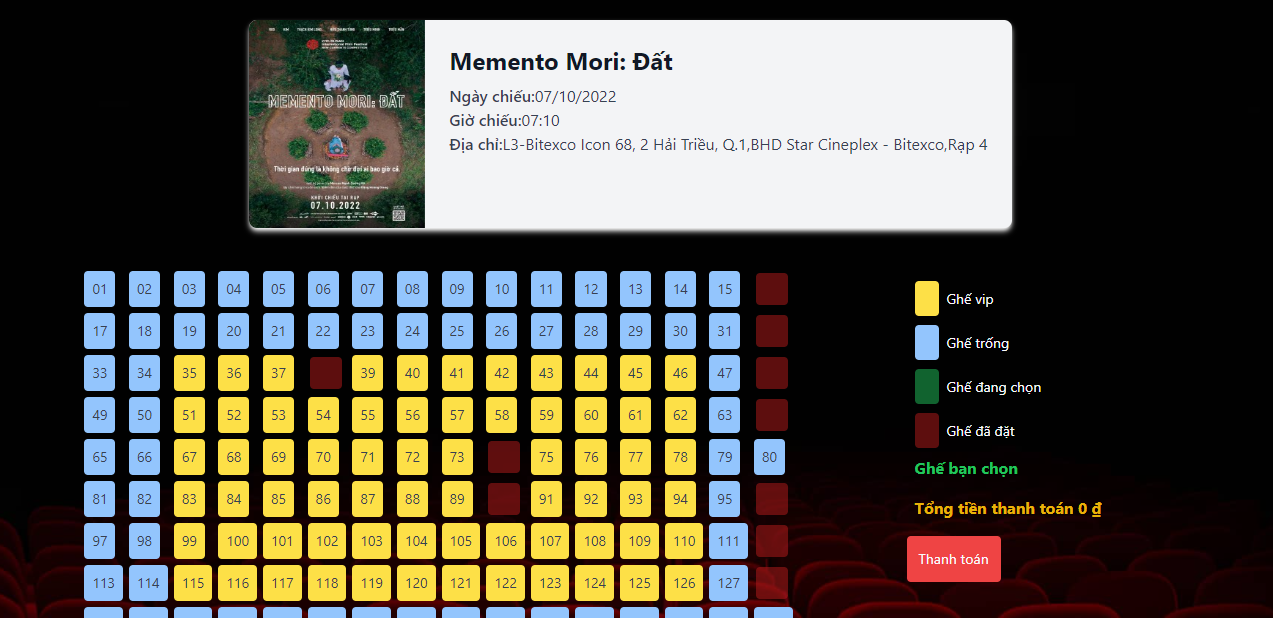 MEMENTO MORI: ĐẤT
Thời gian đúng là không chờ đợi ai bao giờ cả.
KHỞI CHIẾU TẠI RẠP
07.10.2022
Memento Mori: Đất
Ngày chiếu:07/10/2022
Giờ chiếu:07:10
Địa chỉ:L3-Bitexco Icon 68, 2 Hải Triều, Q.1,BHD Star Cineplex - Bitexco,Rạp 4
01 02 03 04 05 06 07 08 09 10 11 12 13 14 15
17 18 19 20 21 22 23 24 25 26 27 28 29 30 31
33 34 35 36 37 39 40 41 42 43 44 45 46 47
49 50 51 52 53 54 55 56 57 58 59 60 61 62 63
65 66 67 68 69 70 71 72 73 75 76 77 78 79 80
81 82 83 84 85 86 87 88 89 91 92 93 94 95
97 98 99 100 101 102 103 104 105 106 107 108 109 110 111
113 114 115 116 117 118 119 120 121 122 123 124 125 126 127
Ghế vip
Ghế trống
Ghế đang chọn
Ghế đã đặt
Ghế bạn chọn
Tổng tiền thanh toán 0 ₫
Thanh toán